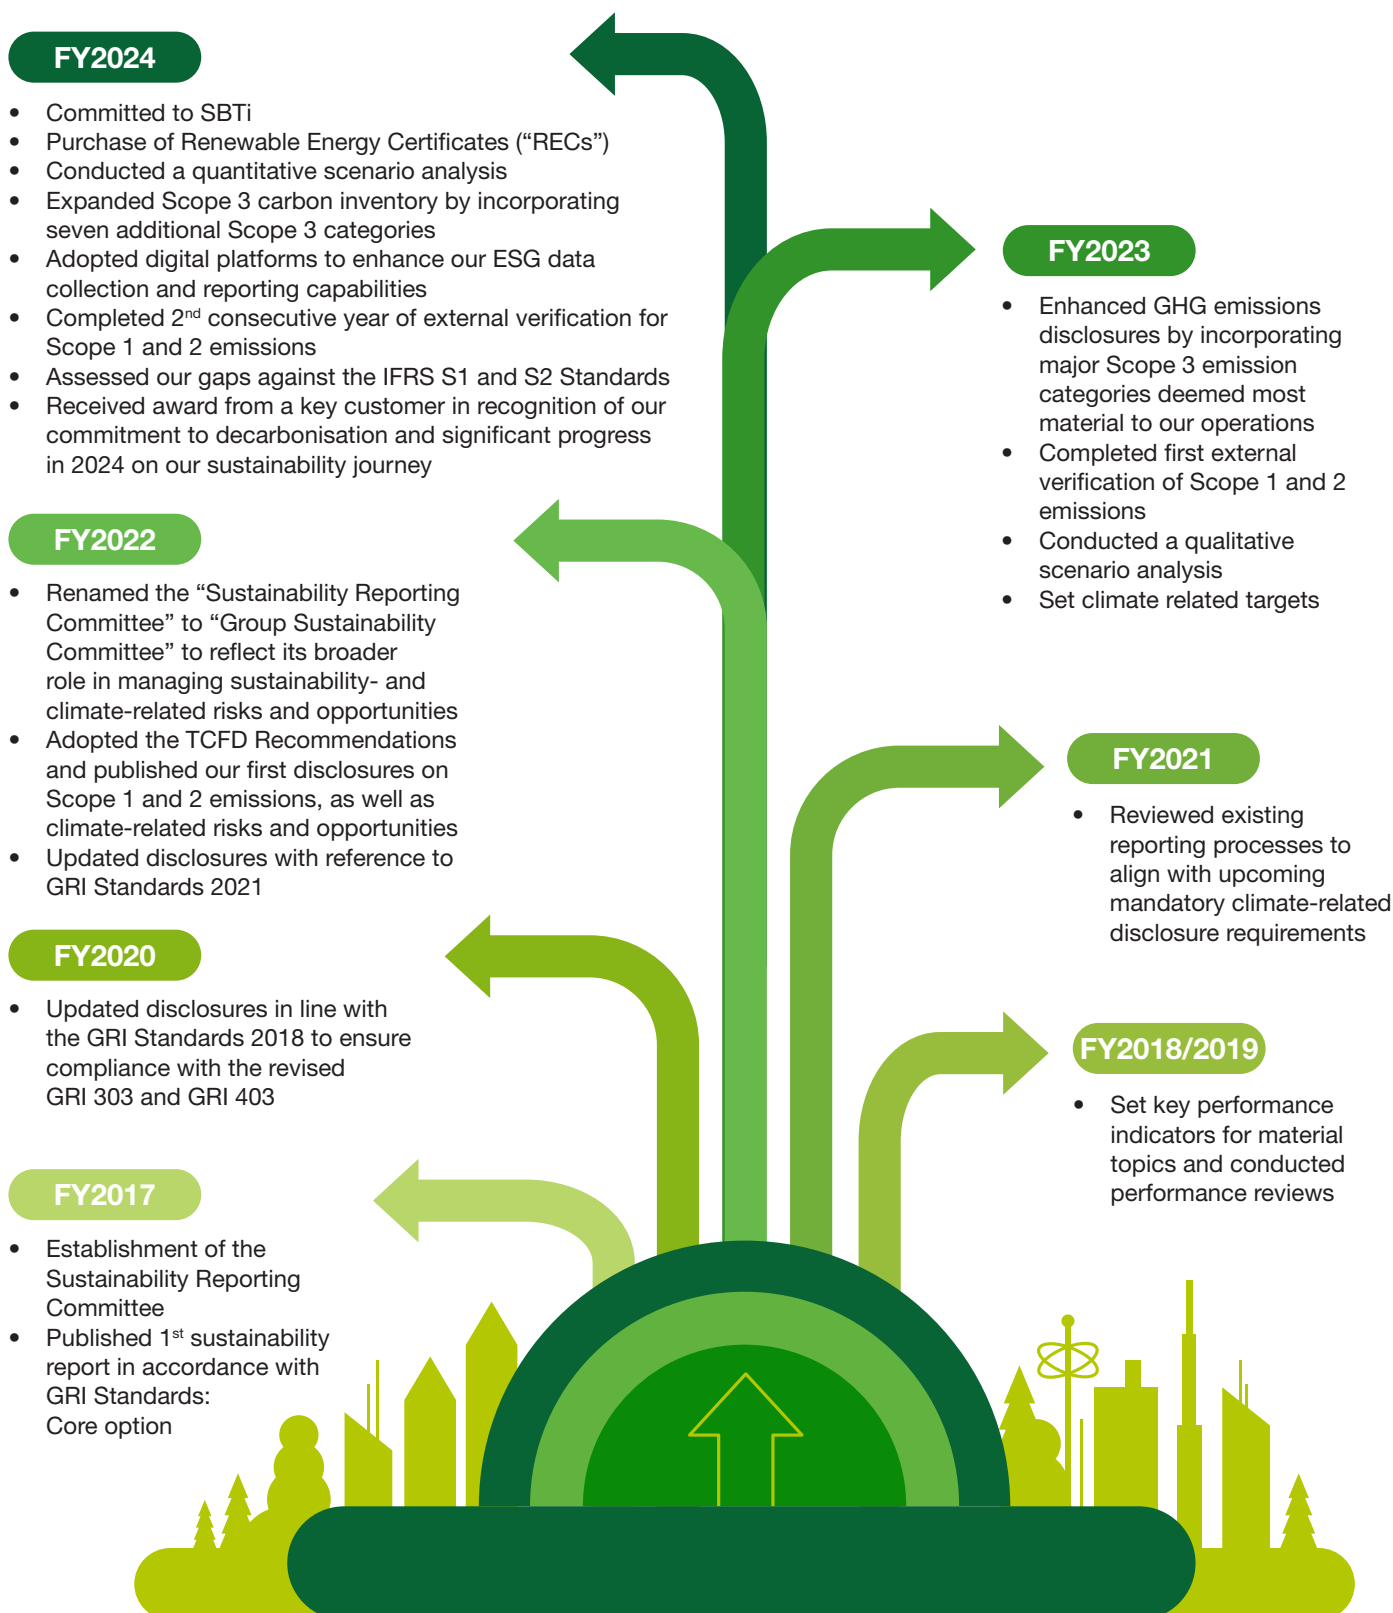 FY2024
• Committed to SBTi
• Purchase of Renewable Energy Certificates (“RECs”)
• Conducted a quantitative scenario analysis
• Expanded Scope 3 carbon inventory by incorporating
seven additional Scope 3 categories
• Adopted digital platforms to enhance our ESG data
collection and reporting capabilities
• Completed 2nd consecutive year of external verification for
Scope 1 and 2 emissions
• Assessed our gaps against the IFRS S1 and S2 Standards
• Received award from a key customer in recognition of our
commitment to decarbonisation and significant progress
in 2024 on our sustainability journey
FY2023
• Enhanced GHG emissions
disclosures by incorporating
major Scope 3 emission
categories deemed most
material to our operations
• Completed first external
verification of Scope 1 and 2
emissions
• Conducted a qualitative
scenario analysis
• Set climate related targets
FY2022
• Renamed the “Sustainability Reporting
Committee” to “Group Sustainability
Committee” to reflect its broader
role in managing sustainability- and
climate-related risks and opportunities
• Adopted the TCFD Recommendations
and published our first disclosures on
Scope 1 and 2 emissions, as well as
climate-related risks and opportunities
• Updated disclosures with reference to
GRI Standards 2021
FY2021
• Reviewed existing
reporting processes to
align with upcoming
mandatory climate-related
disclosure requirements
FY2020
• Updated disclosures in line with
the GRI Standards 2018 to ensure
compliance with the revised
GRI 303 and GRI 403
FY2018/2019
• Set key performance
indicators for material
topics and conducted
performance reviews
FY2017
• Establishment of the
Sustainability Reporting
Committee
• Published 1st sustainability
report in accordance with
GRI Standards:
Core option